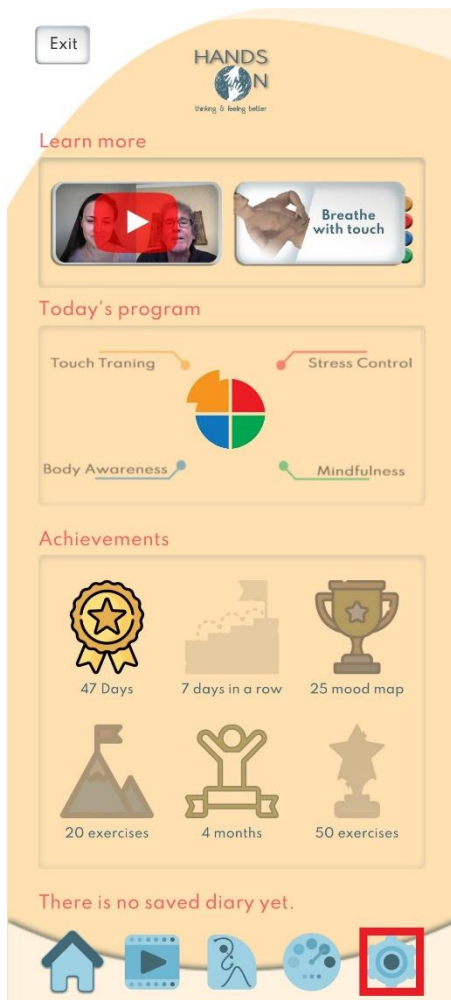 Exit
HANDS
ON
thinking & feeling better
Learn more
Breathe
with touch
Today's program
Touch Traning
Stress Control
Body Awareness
Mindfulness
Achievements
47 Days
7 days in a row
25 mood map
20 exercises
4 months
50 exercises
There is no saved diary yet.